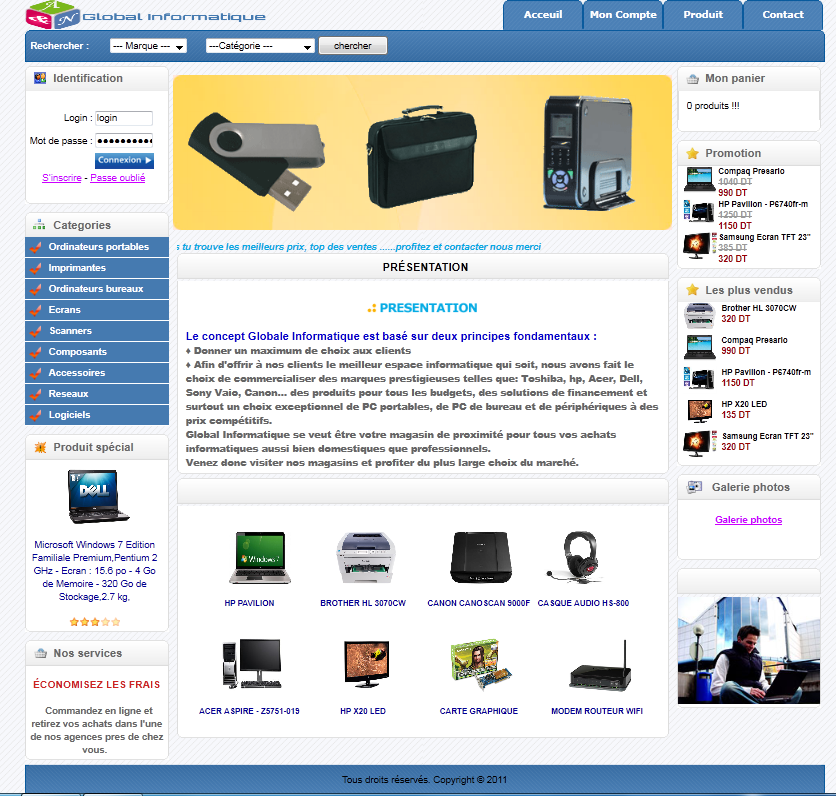 Global Informatique
Acceuil
Mon Compte
Produit
Contact
Rechercher :
--- Marque ---
---Catégorie ---
chercher
Identification
Login :
login
Mot de passe :
Connexion
S'inscrire - Passe oublié
Categories
Ordinateurs portables
Imprimantes
Ordinateurs bureaux
Ecrans
Scanners
Composants
Accessoires
Reseaux
Logiciels
Produit spécial
DELL
Microsoft Windows 7 Edition
Familiale Premium,Pentium 2
GHz - Ecran : 15.6 po - 4 Go
de Memoire - 320 Go de
Stockage,2.7 kg,
Nos services
ÉCONOMISEZ LES FRAIS
Commandez en ligne et
retirez vos achats dans l'une
de nos agences pres de chez
vous.
s tu trouve les meilleurs prix, top des ventes ......profitez et contacter nous merci
PRÉSENTATION
PRESENTATION
Le concept Globale Informatique est basé sur deux principes fondamentaux :
♦ Donner un maximum de choix aux clients
♦ Afin d'offrir à nos clients le meilleur espace informatique qui soit, nous avons fait le
choix de commercialiser des marques prestigieuses telles que: Toshiba, hp, Acer, Dell,
Sony Vaio, Canon... des produits pour tous les budgets, des solutions de financement et
surtout un choix exceptionnel de PC portables, de PC de bureau et de périphériques à des
prix compétitifs.
Global Informatique se veut être votre magasin de proximité pour tous vos achats
informatiques aussi bien domestiques que professionnels.
Venez donc visiter nos magasins et profiter du plus large choix du marché.
Windows 7
HP PAVILION
BROTHER HL 3070CW
CANON CANOSCAN 9000F
CASQUE AUDIO HS-800
ACER ASPIRE - Z5751-019
HP X20 LED
CARTE GRAPHIQUE
MODEM ROUTEUR WIFI
Mon panier
0 produits !!!
Promotion
Compaq Presario
1040 DT
990 DT
HP Pavilion - P6740fr-m
1250 DT
1150 DT
Samsung Ecran TFT 23"
385 DT
320 DT
Les plus vendus
Brother HL 3070CW
320 DT
Compaq Presario
990 DT
HP Pavilion - P6740fr-m
1150 DT
HP X20 LED
135 DT
Samsung Ecran TFT 23"
320 DT
Galerie photos
Galerie photos
Tous droits réservés. Copyright © 2011